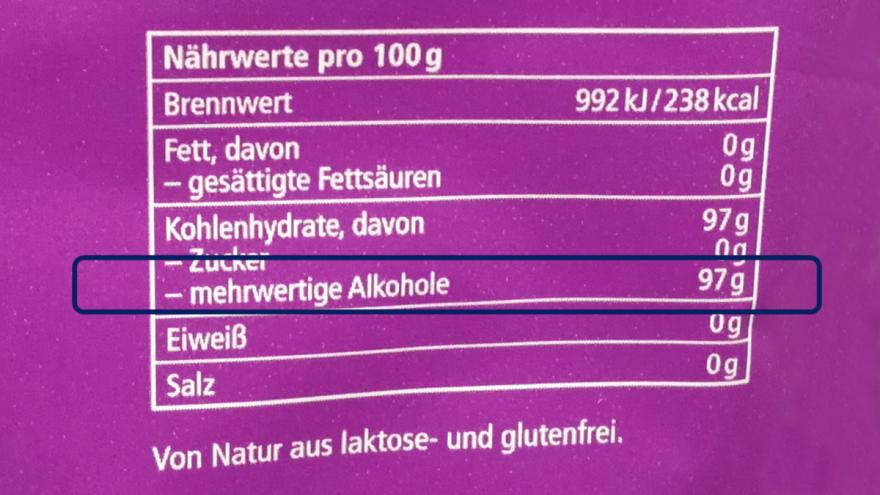 Nährwerte pro 100 g
Brennwert 992 kJ/238 kcal
Fett, davon 0 g
– gesättigte Fettsäuren 0 g
Kohlenhydrate, davon 97 g
– Zucker 0 g
– mehrwertige Alkohole 97 g
Eiweiß 0 g
Salz 0 g
Von Natur aus laktose- und glutenfrei.